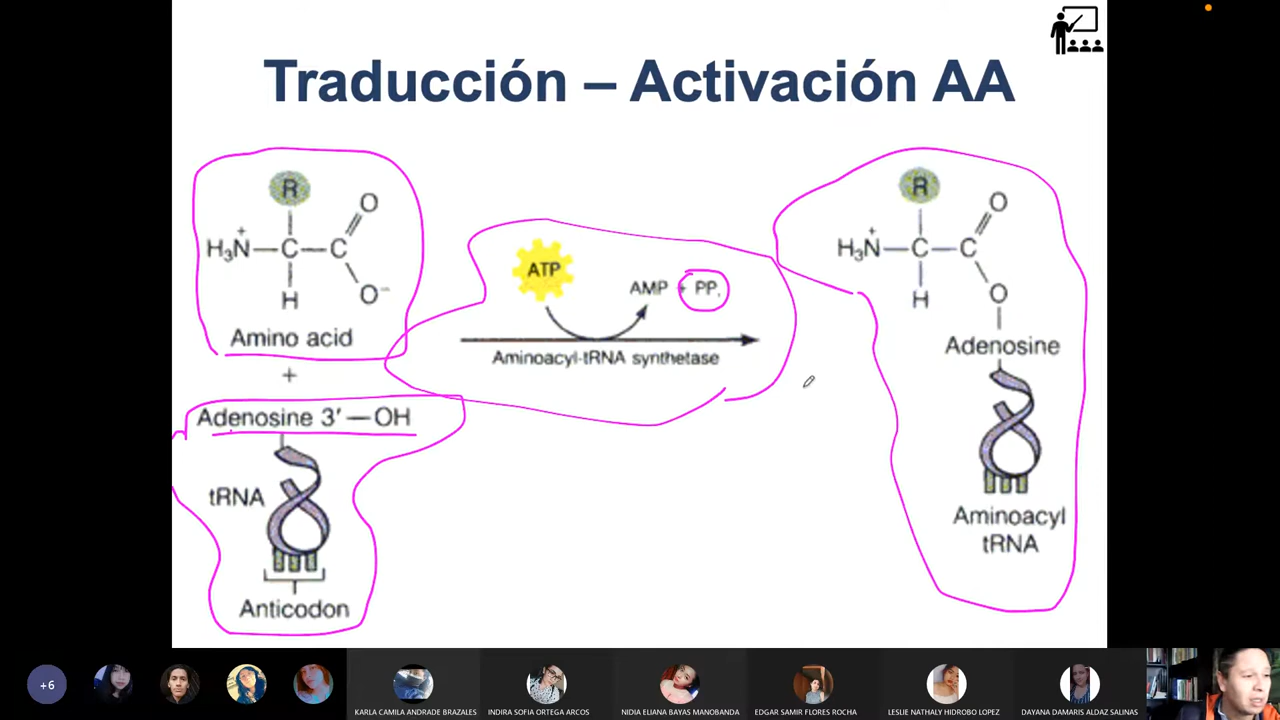 Traducción – Activación AA
R
O
H₃N⁺—C—C
H
O⁻
Amino acid
+
Adenosine 3′—OH
tRNA
Anticodon
ATP
AMP + PPi
Aminoacyl-tRNA synthetase
R
O
H₃N⁺—C—C
H
O
Adenosine
Aminoacyl
tRNA
+6
KARLA CAMILA ANDRADE BRAZALES
INDIRA SOFIA ORTEGA ARCOS
NIDIA ELIANA BAYAS MANOBANDA
EDGAR SAMIR FLORES ROCHA
LESLIE NATHALY HIDROBO LOPEZ
DAYANA DAMARIS ALDAZ SALINAS